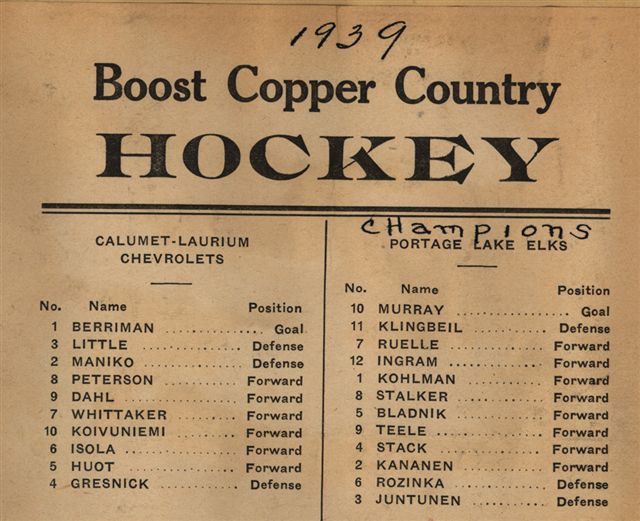 1939
Boost Copper Country
HOCKEY
CALUMET-LAURIUM
CHEVROLETS
No. Name Position
1 BERRIMAN .............. Goal
3 LITTLE .............. Defense
2 MANIKO .............. Defense
8 PETERSON .......... Forward
9 DAHL .............. Forward
7 WHITTAKER ......... Forward
10 KOIVUNIEMI ........ Forward
6 ISOLA .............. Forward
5 HUOT .............. Forward
4 GRESNICK .......... Defense
CHAmpIONS
PORTAGE LAKE ELKS
No. Name Position
10 MURRAY .............. Goal
11 KLINGBEIL .......... Defense
7 RUELLE ............ Forward
12 INGRAM ............ Forward
1 KOHLMAN .......... Forward
8 STALKER .......... Forward
5 BLADNIK .......... Forward
9 TEELE ............ Forward
4 STACK ............ Forward
2 KANANEN .......... Forward
6 ROZINKA .......... Defense
3 JUNTUNEN ........ Defense